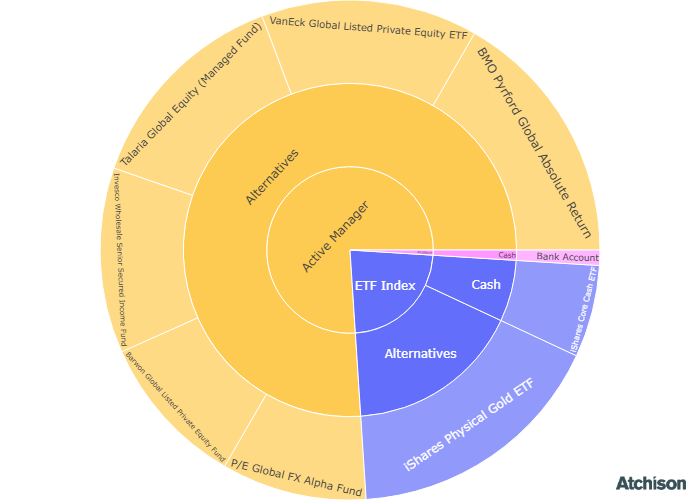 VanEck Global Listed Private Equity ETF
BMO Pyrford Global Absolute Return
Talaria Global Equity (Managed Fund)
Alternatives
Active Manager
Invesco Wholesale Senior Secured Income Fund
Cash
Bank Account
ETF Index
Cash
iShares Core Cash ETF
Alternatives
iShares Physical Gold ETF
Barwon Global Listed Private Equity Fund
P/E Global FX Alpha Fund
Atchison